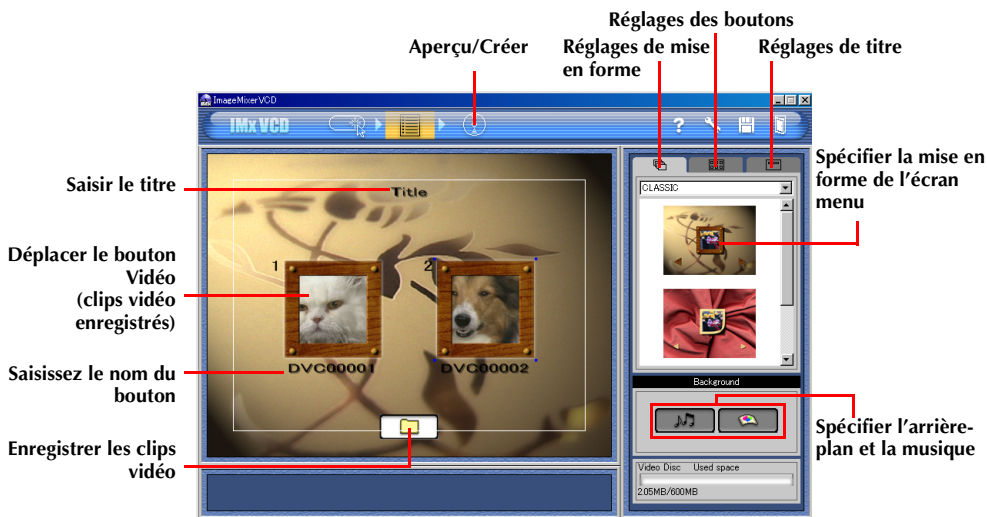 Réglages des boutons
Aperçu/Créer
Réglages de mise
en forme
Réglages de titre
ImageMixerVCD
IMx VCD
?
Saisir le titre
Title
CLASSIC
Spécifier la mise en
forme de l'écran
menu
Déplacer le bouton
Vidéo
(clips vidéo
enregistrés)
1
2
DVC00001
DVC00002
Saisissez le nom du
bouton
Background
Spécifier l'arrière-
plan et la musique
Enregistrer les clips
vidéo
Video Disc Used space
2.05MB/600MB